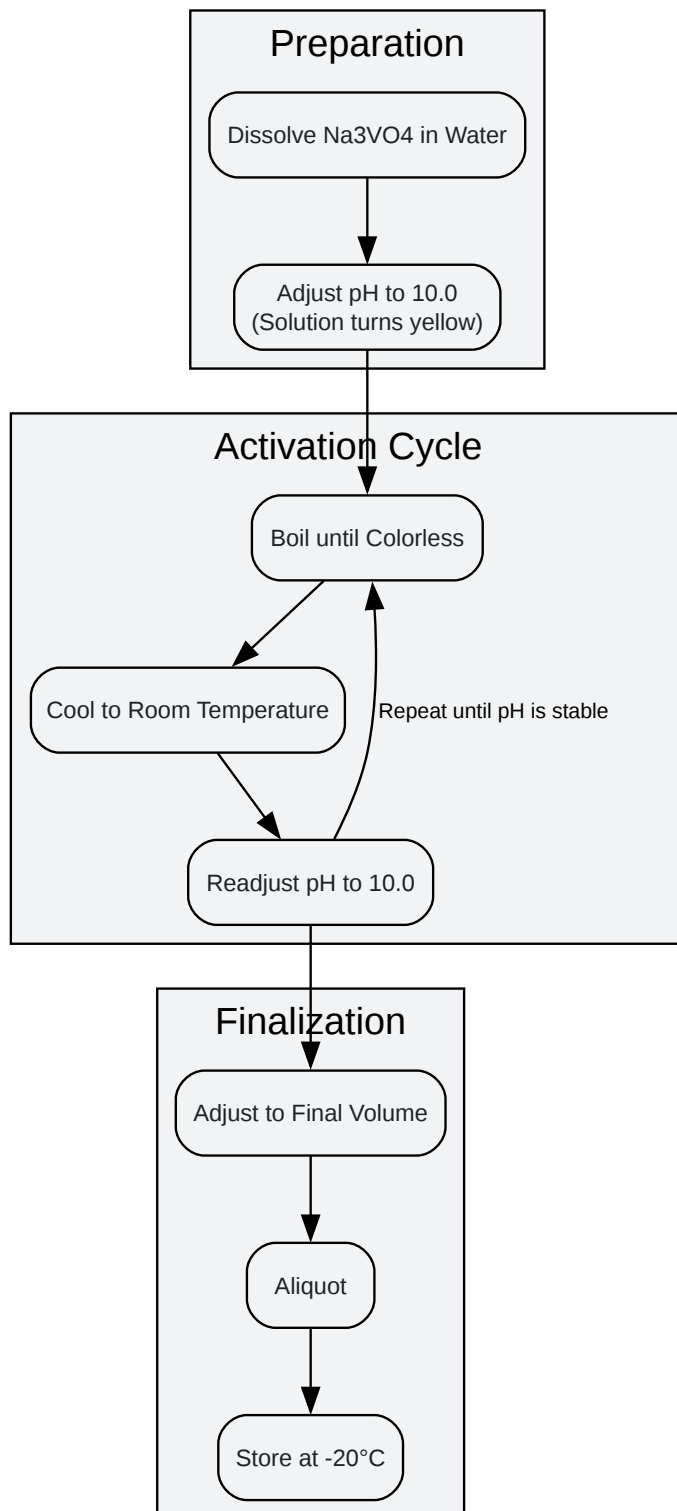 Preparation
Dissolve Na3VO4 in Water
Adjust pH to 10.0
(Solution turns yellow)
Activation Cycle
Boil until Colorless
Cool to Room Temperature
Repeat until pH is stable
Readjust pH to 10.0
Finalization
Adjust to Final Volume
Aliquot
Store at -20°C